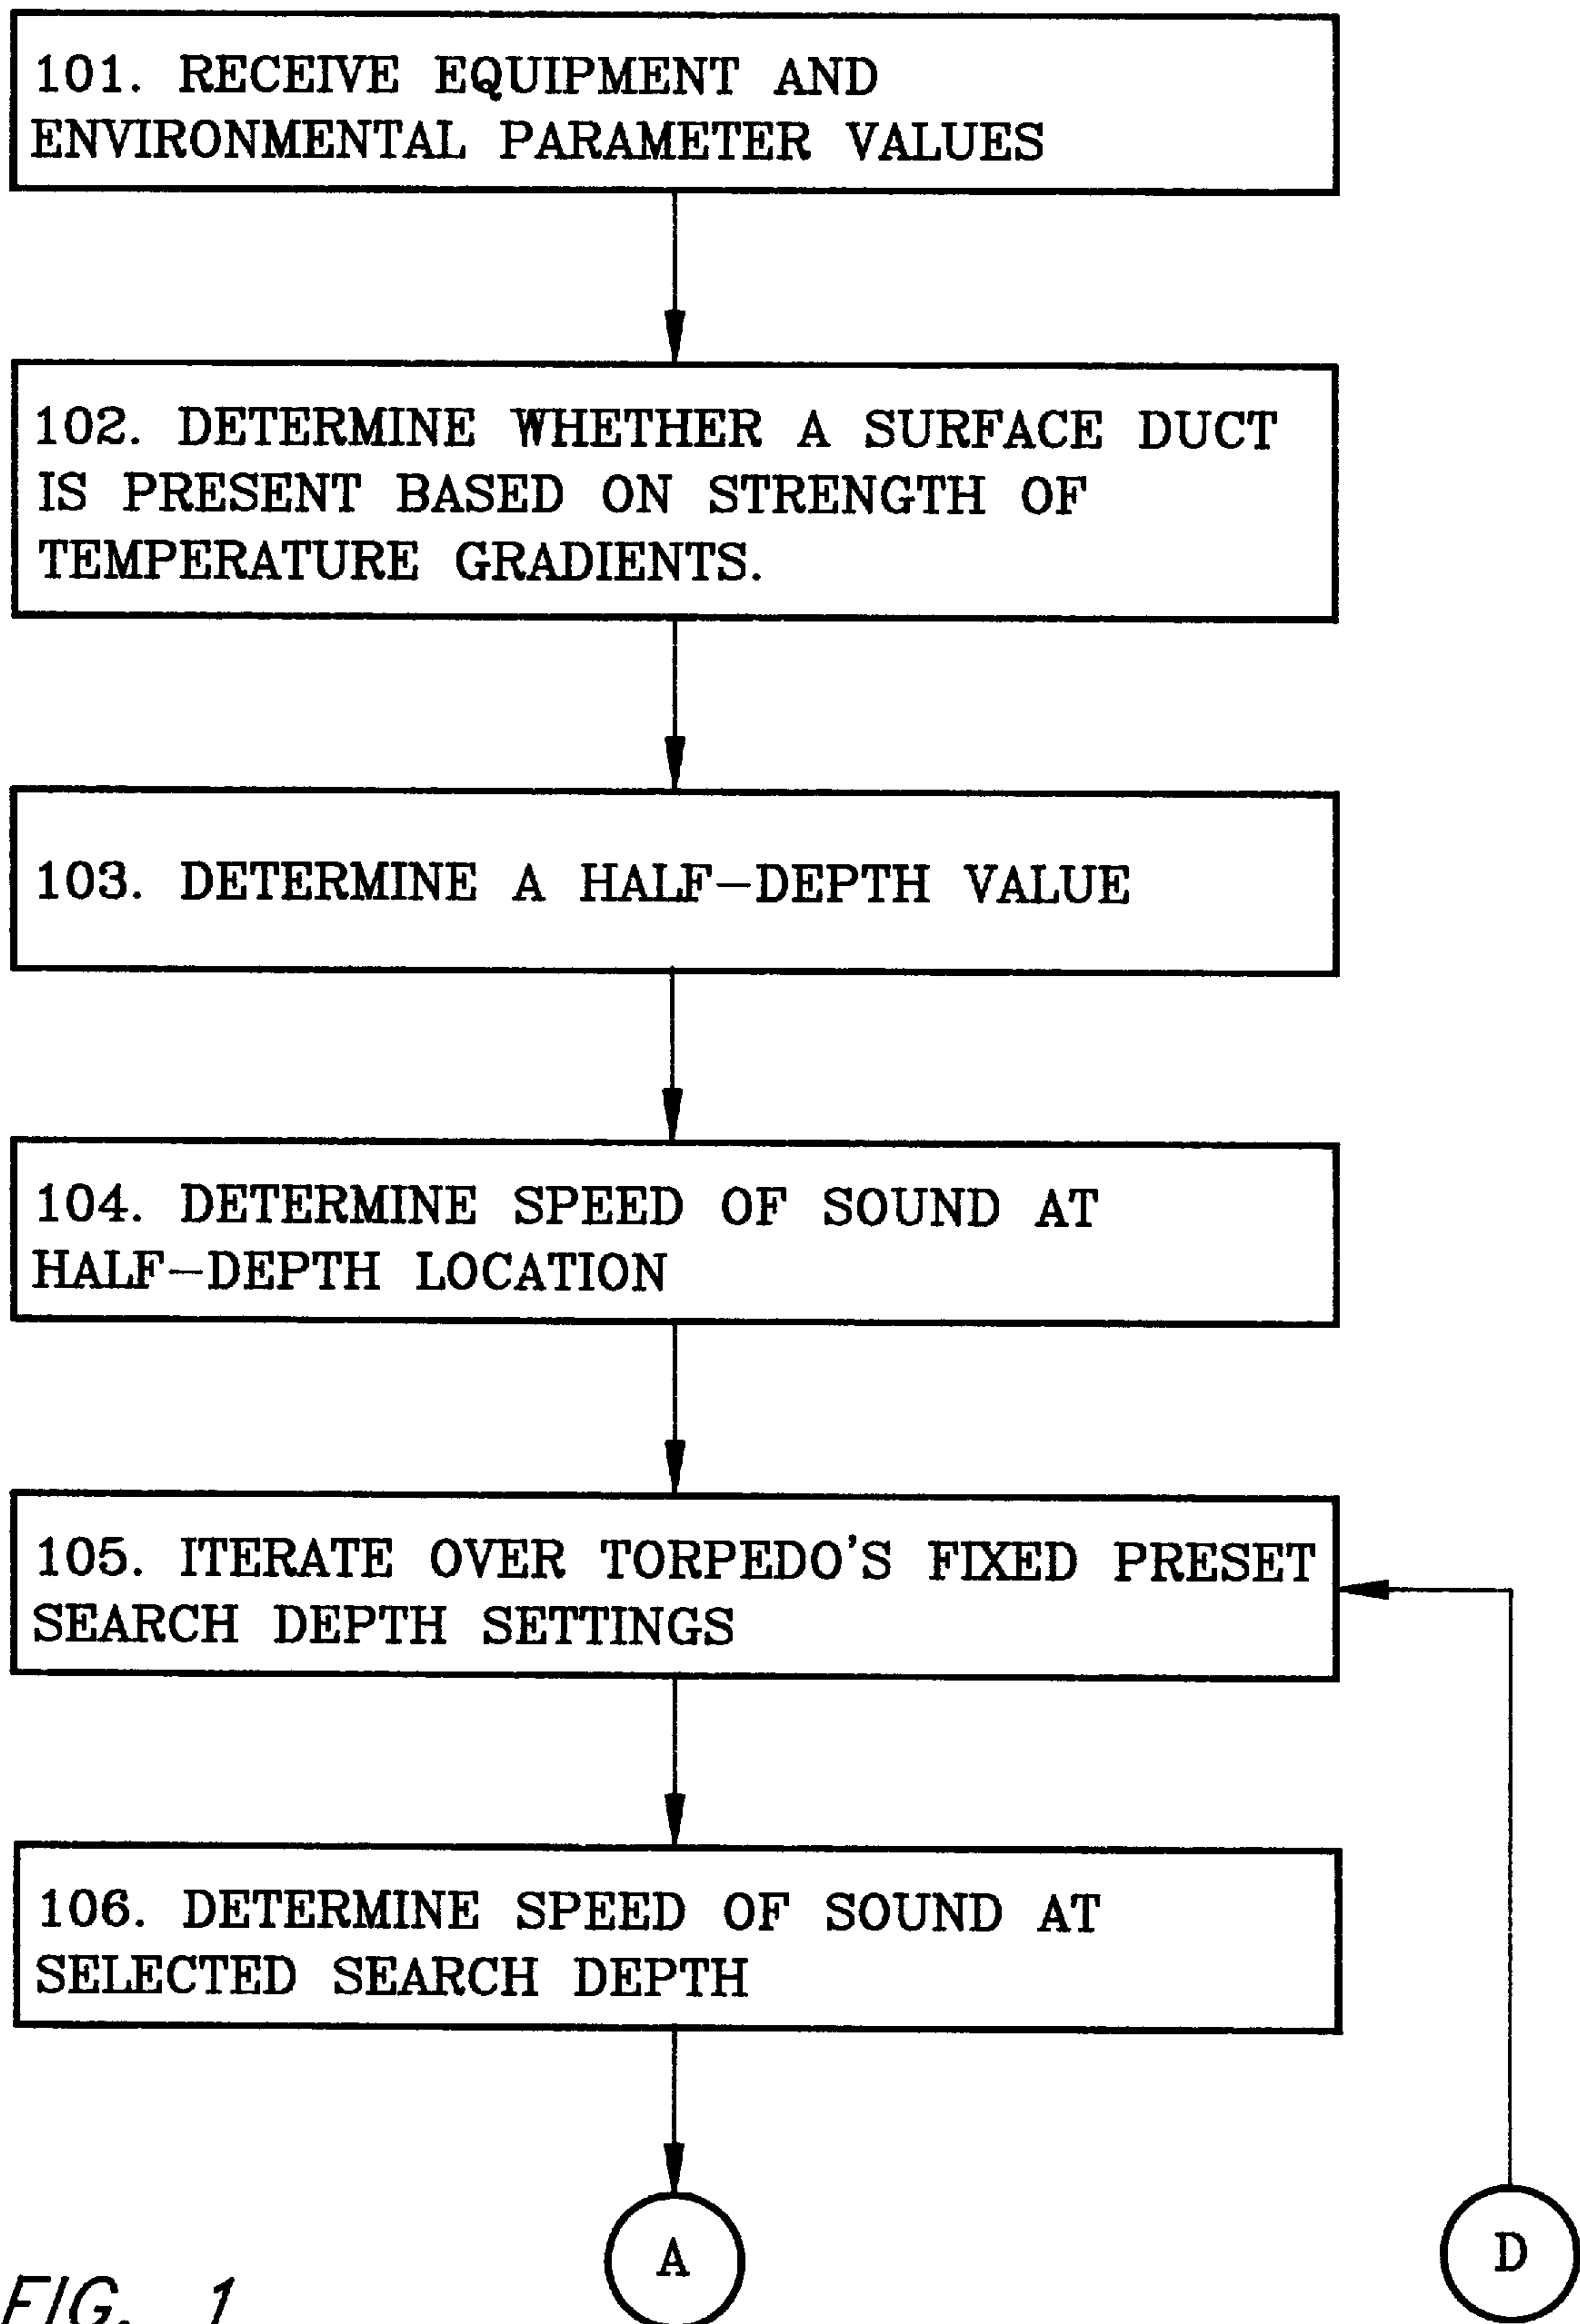 101. RECEIVE EQUIPMENT AND
ENVIRONMENTAL PARAMETER VALUES
102. DETERMINE WHETHER A SURFACE DUCT
IS PRESENT BASED ON STRENGTH OF
TEMPERATURE GRADIENTS.
103. DETERMINE A HALF-DEPTH VALUE
104. DETERMINE SPEED OF SOUND AT
HALF-DEPTH LOCATION
105. ITERATE OVER TORPEDO'S FIXED PRESET
SEARCH DEPTH SETTINGS
106. DETERMINE SPEED OF SOUND AT
SELECTED SEARCH DEPTH
A
D
FIG. 1